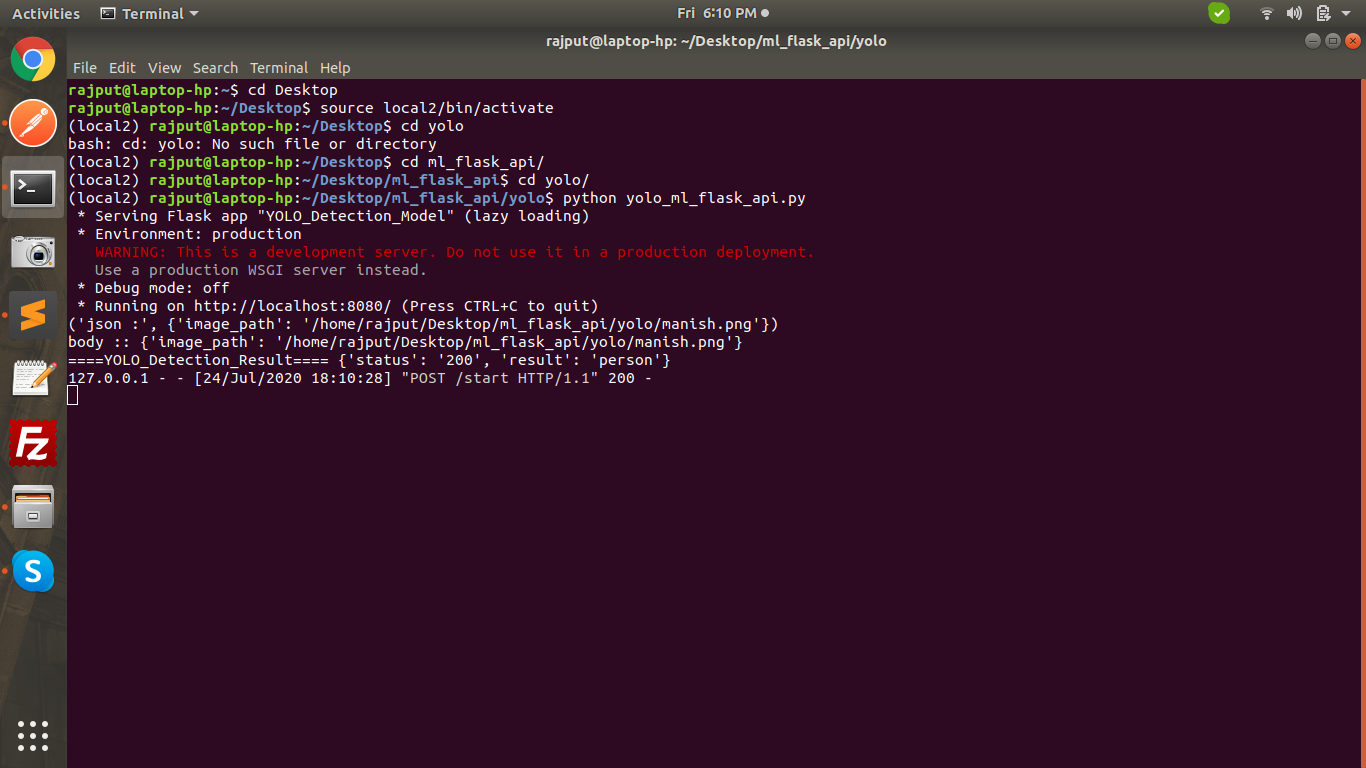 Activities Terminal Fri 6:10 PM
rajput@laptop-hp: ~/Desktop/ml_flask_api/yolo
File Edit View Search Terminal Help
rajput@laptop-hp:~$ cd Desktop
rajput@laptop-hp:~/Desktop$ source local2/bin/activate
(local2) rajput@laptop-hp:~/Desktop$ cd yolo
bash: cd: yolo: No such file or directory
(local2) rajput@laptop-hp:~/Desktop$ cd ml_flask_api/
(local2) rajput@laptop-hp:~/Desktop/ml_flask_api$ cd yolo/
(local2) rajput@laptop-hp:~/Desktop/ml_flask_api/yolo$ python yolo_ml_flask_api.py
 * Serving Flask app "YOLO_Detection_Model" (lazy loading)
 * Environment: production
   WARNING: This is a development server. Do not use it in a production deployment.
   Use a production WSGI server instead.
 * Debug mode: off
 * Running on http://localhost:8080/ (Press CTRL+C to quit)
('json :', {'image_path': '/home/rajput/Desktop/ml_flask_api/yolo/manish.png'})
body :: {'image_path': '/home/rajput/Desktop/ml_flask_api/yolo/manish.png'}
====YOLO_Detection_Result==== {'status': '200', 'result': 'person'}
127.0.0.1 - - [24/Jul/2020 18:10:28] "POST /start HTTP/1.1" 200 -
Fz
S